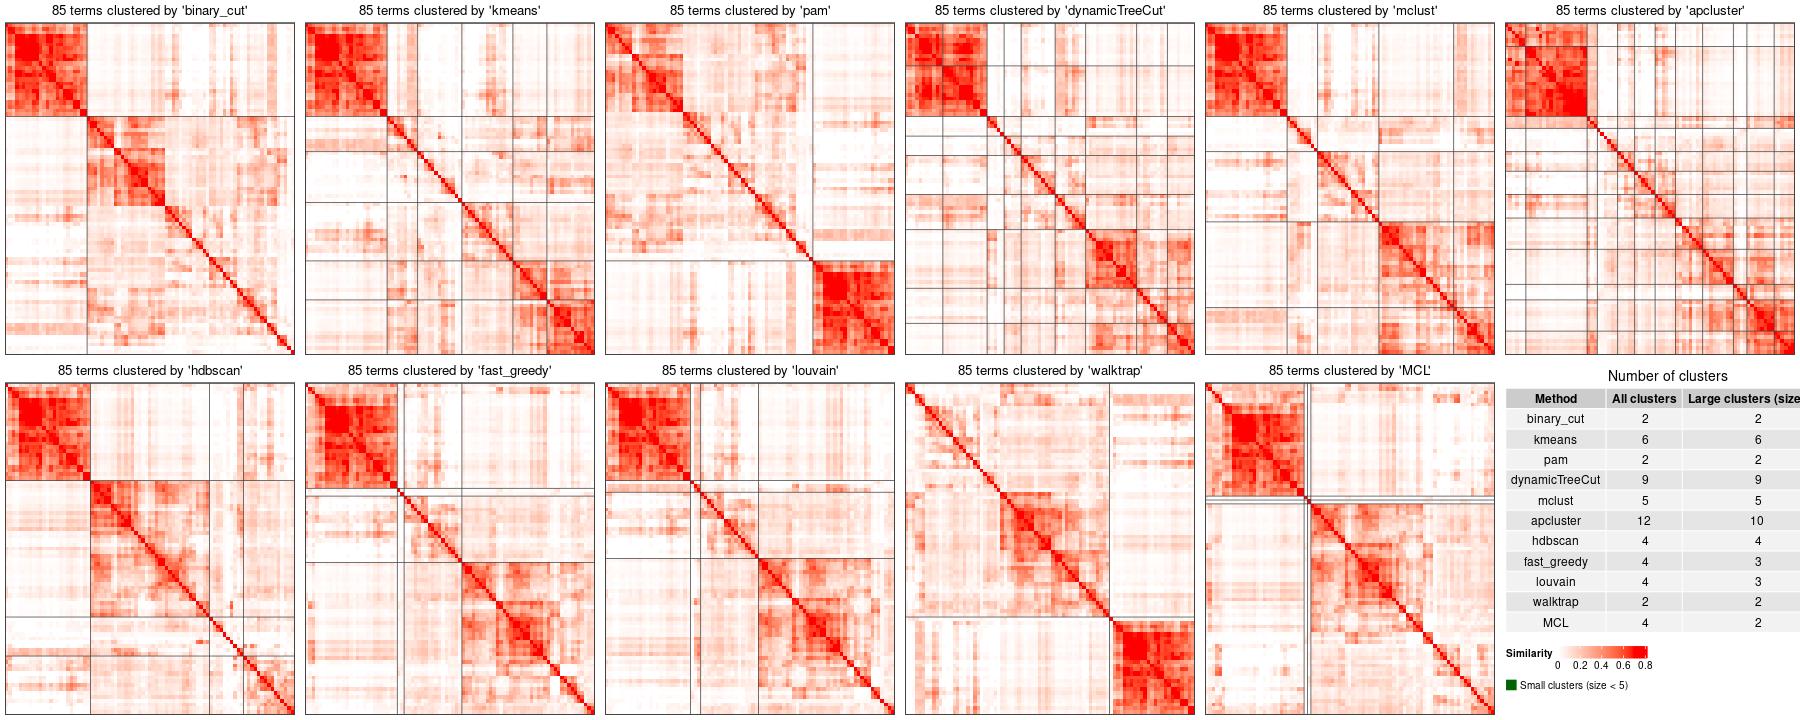 85 terms clustered by 'binary_cut'
85 terms clustered by 'kmeans'
85 terms clustered by 'pam'
85 terms clustered by 'dynamicTreeCut'
85 terms clustered by 'mclust'
85 terms clustered by 'apcluster'
85 terms clustered by 'hdbscan'
85 terms clustered by 'fast_greedy'
85 terms clustered by 'louvain'
85 terms clustered by 'walktrap'
85 terms clustered by 'MCL'
Number of clusters
Method All clusters Large clusters (size
binary_cut 2 2
kmeans 6 6
pam 2 2
dynamicTreeCut 9 9
mclust 5 5
apcluster 12 10
hdbscan 4 4
fast_greedy 4 3
louvain 4 3
walktrap 2 2
MCL 4 2
Similarity
0 0.2 0.4 0.6 0.8
Small clusters (size < 5)